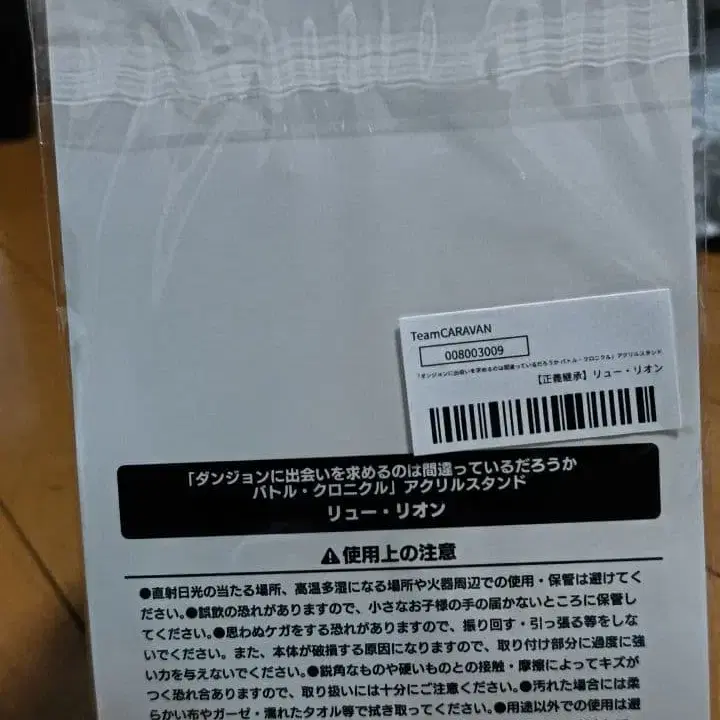 TeamCARAVAN
008003009
「ダンジョンに出会いを求めるのは間違っているだろうか バトル・クロニクル」アクリルスタンド
【正義継承】リュー・リオン
「ダンジョンに出会いを求めるのは間違っているだろうか
バトル・クロニクル」アクリルスタンド
リュー・リオン
⚠使用上の注意
●直射日光の当たる場所、高温多湿になる場所や火器周辺での使用・保管は避けてく
ださい。●誤飲の恐れがありますので、小さなお子様の手の届かないところに保管し
てください。●思わぬケガをする恐れがありますので、振り回す・引っ張る等をしな
いでください。また、本体が破損する原因になりますので、取り付け部分に過度に強
い力を与えないでください。●鋭角なものや硬いものとの接触・摩擦によってキズが
つく恐れ合ありますので、取り扱いには十分にご注意ください。●汚れた場合には柔
らかい布やガーゼ・濡れたタオル等で拭き取ってください。●用途以外での使用は避